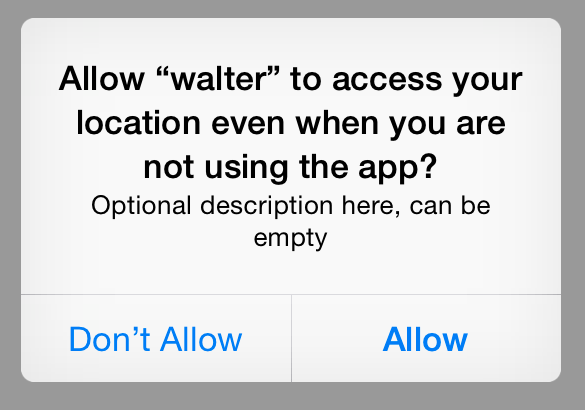 Allow “walter” to access your
location even when you are
not using the app?
Optional description here, can be
empty
Don’t Allow
Allow